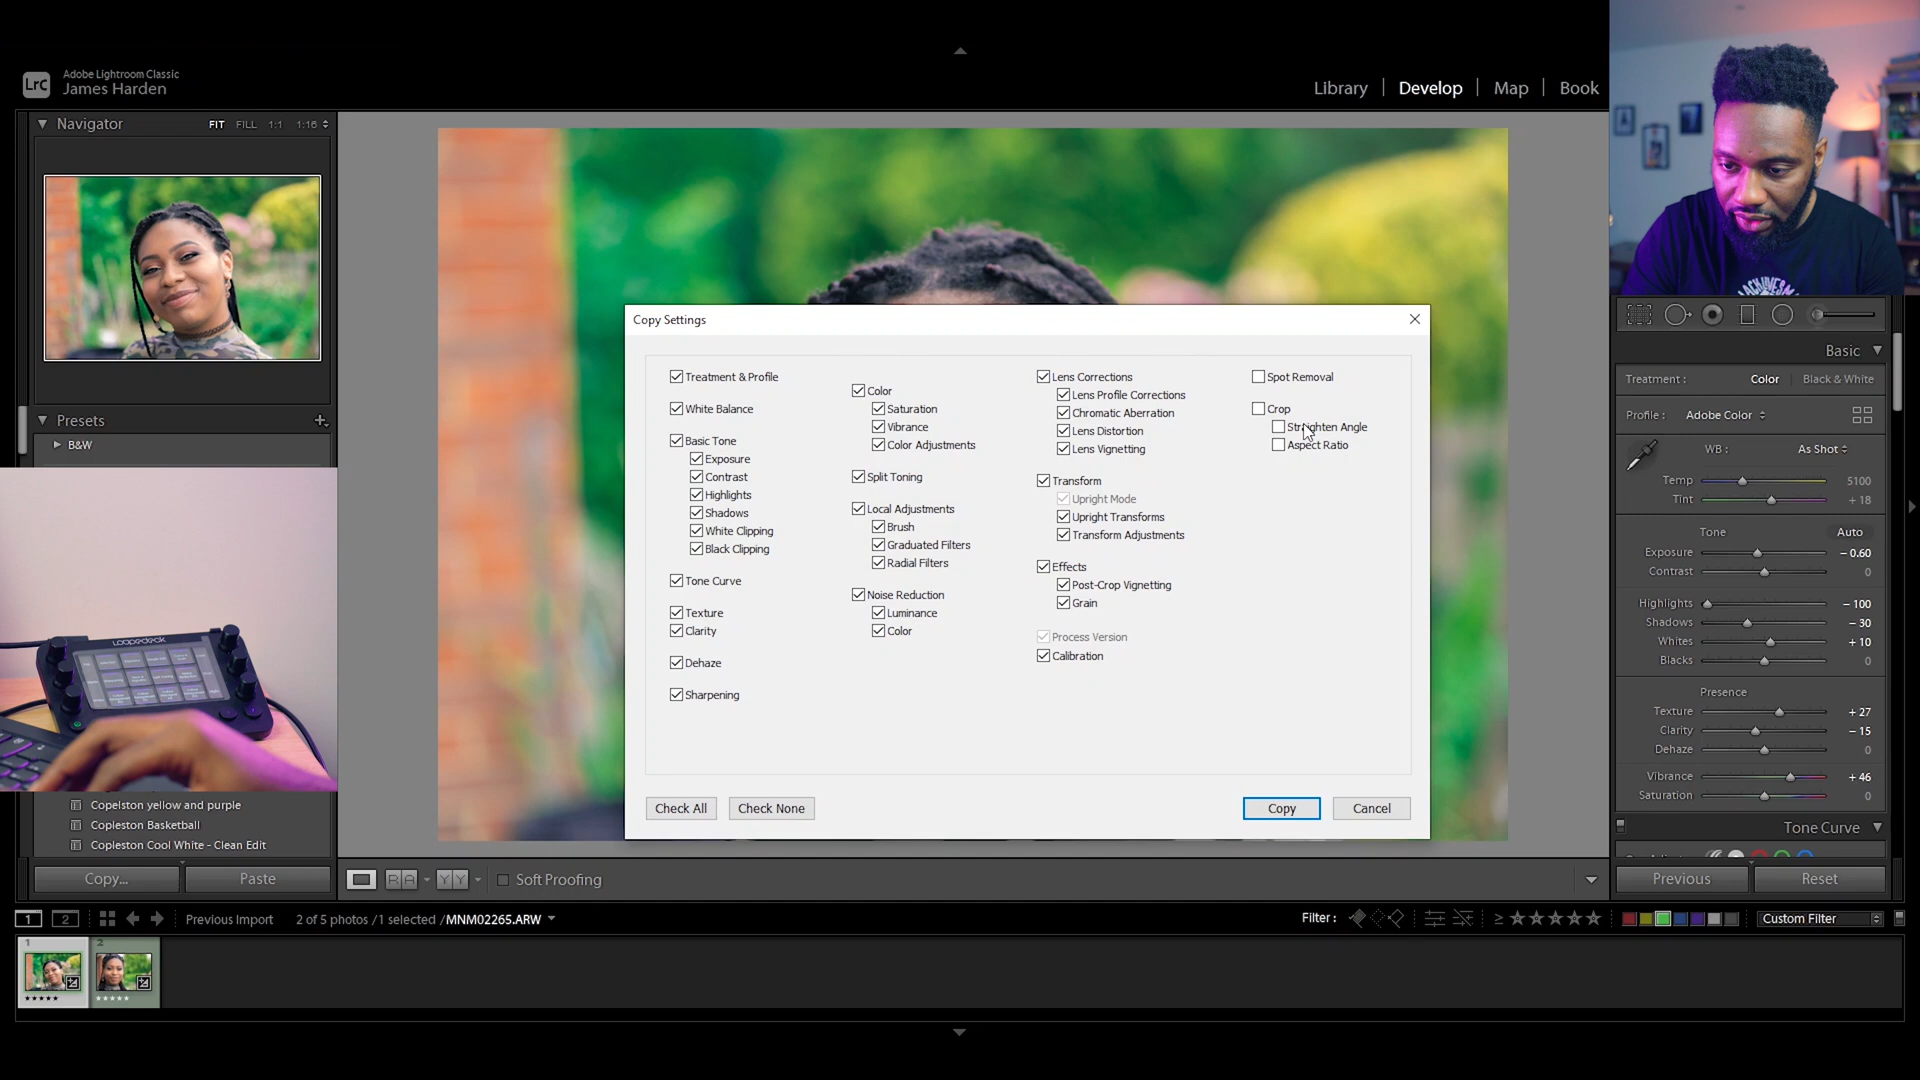 Lrc
Adobe Lightroom Classic
James Harden
Library | Develop | Map | Book
Navigator FIT FILL 1:1 1:16
Presets
B&W
Copelston yellow and purple
Copleston Basketball
Copleston Cool White - Clean Edit
Copy... Paste
loupedeck
Copy Settings
Treatment & Profile
White Balance
Basic Tone
Exposure
Contrast
Highlights
Shadows
White Clipping
Black Clipping
Tone Curve
Texture
Clarity
Dehaze
Sharpening
Color
Saturation
Vibrance
Color Adjustments
Split Toning
Local Adjustments
Brush
Graduated Filters
Radial Filters
Noise Reduction
Luminance
Color
Lens Corrections
Lens Profile Corrections
Chromatic Aberration
Lens Distortion
Lens Vignetting
Transform
Upright Mode
Upright Transforms
Transform Adjustments
Effects
Post-Crop Vignetting
Grain
Process Version
Calibration
Spot Removal
Crop
Straighten Angle
Aspect Ratio
Check All Check None Copy Cancel
Basic
Treatment : Color Black & White
Profile : Adobe Color
WB : As Shot
Temp 5100
Tint + 18
Tone Auto
Exposure – 0.60
Contrast 0
Highlights – 100
Shadows – 30
Whites + 10
Blacks 0
Presence
Texture + 27
Clarity – 15
Dehaze 0
Vibrance + 46
Saturation 0
Tone Curve
Previous Reset
Soft Proofing
1 2 Previous Import 2 of 5 photos / 1 selected / MNM02265.ARW Filter : ≥ ★★★★★ Custom Filter
1 2
★★★★★ ★★★★★